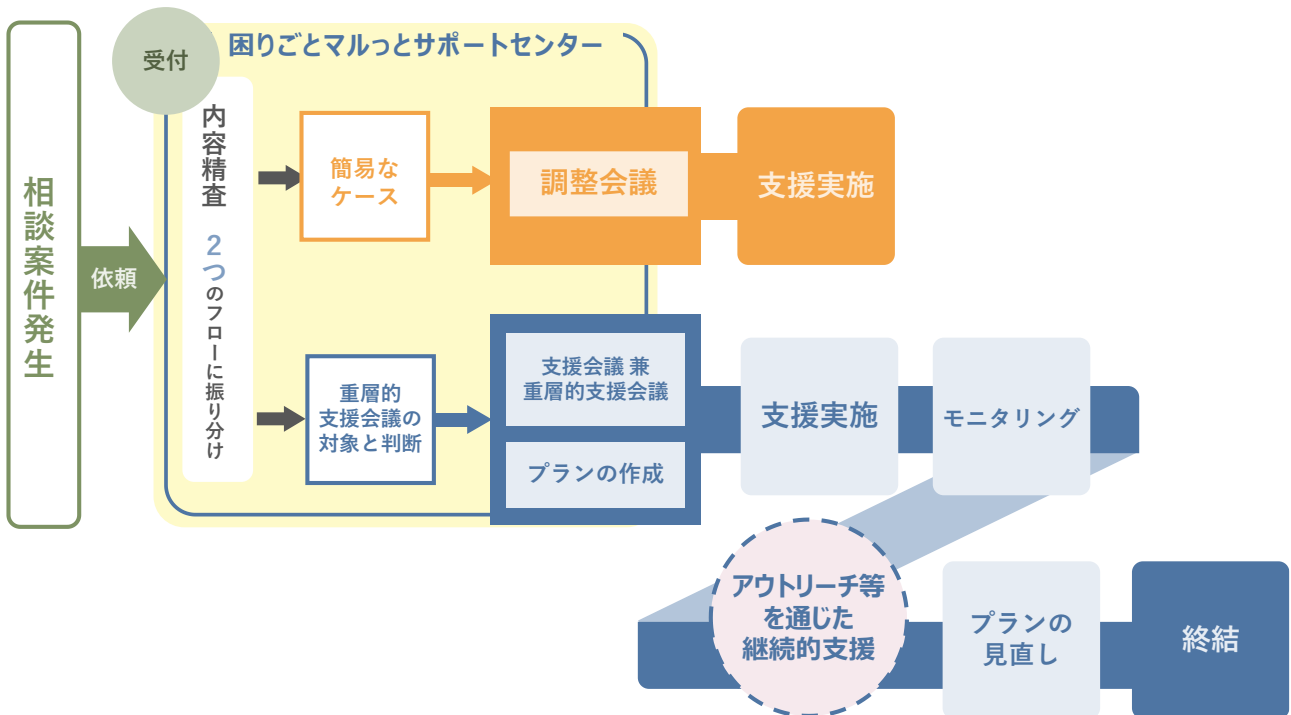 困りごとマルっとサポートセンター
受付
相談案件発生
依頼
内容精査
2つのフローに振り分け
簡易な
ケース
調整会議
支援実施
重層的
支援会議の
対象と判断
支援会議 兼
重層的支援会議
プランの作成
支援実施
モニタリング
アウトリーチ等
を通じた
継続的支援
プランの
見直し
終結